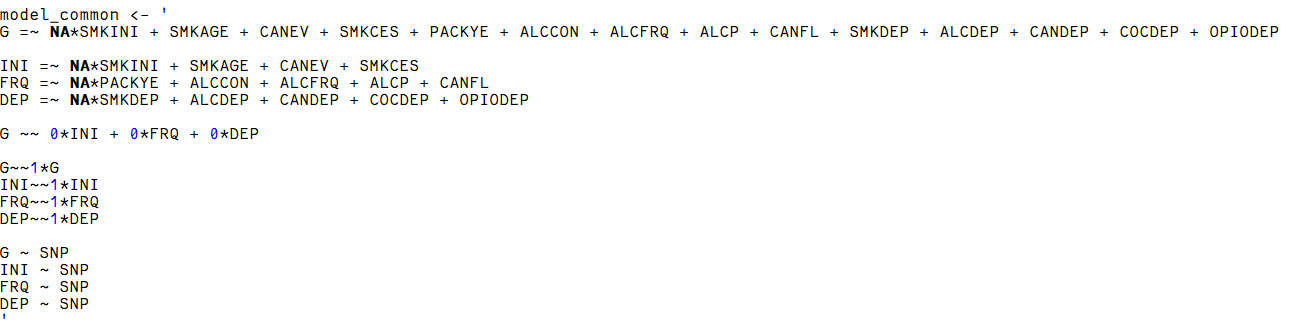 model_common <- '
G =~ NA*SMKINI + SMKAGE + CANEV + SMKCES + PACKYE + ALCCON + ALCFRQ + ALCP + CANFL + SMKDEP + ALCDEP + CANDEP + COCDEP + OPIODEP
INI =~ NA*SMKINI + SMKAGE + CANEV + SMKCES
FRQ =~ NA*PACKYE + ALCCON + ALCFRQ + ALCP + CANFL
DEP =~ NA*SMKDEP + ALCDEP + CANDEP + COCDEP + OPIODEP
G ~~ 0*INI + 0*FRQ + 0*DEP
G~~1*G
INI~~1*INI
FRQ~~1*FRQ
DEP~~1*DEP
G ~ SNP
INI ~ SNP
FRQ ~ SNP
DEP ~ SNP
'